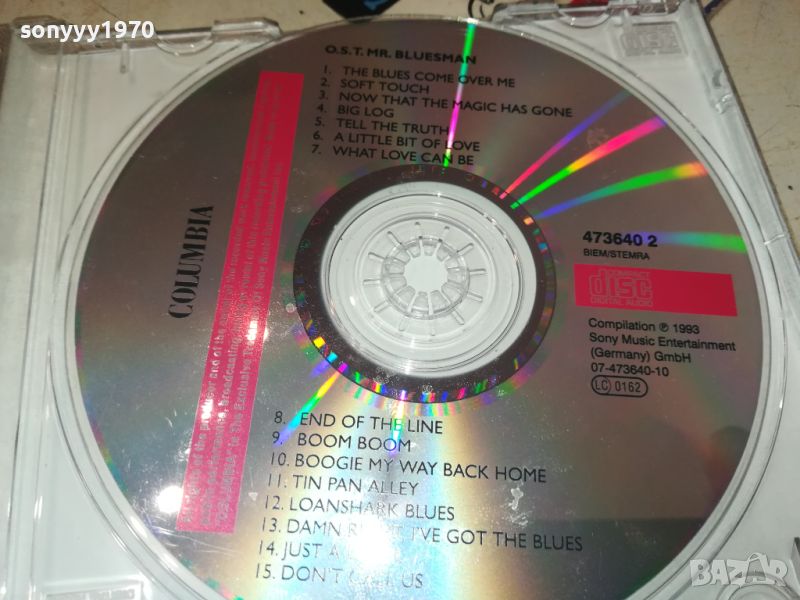 sonyyy1970
O.S.T. MR. BLUESMAN
1. THE BLUES COME OVER ME
2. SOFT TOUCH
3. NOW THAT THE MAGIC HAS GONE
4. BIG LOG
5. TELL THE TRUTH
6. A LITTLE BIT OF LOVE
7. WHAT LOVE CAN BE
COLUMBIA
473640 2
BIEM/STEMRA
COMPACT
disc
DIGITAL AUDIO
Compilation ℗ 1993
Sony Music Entertainment
(Germany) GmbH
07-473640-10
LC 0162
8. END OF THE LINE
9. BOOM BOOM
10. BOOGIE MY WAY BACK HOME
11. TIN PAN ALLEY
12. LOANSHARK BLUES
13. DAMN I'VE GOT THE BLUES
14. JUST A
15. DON'T US
BAZAR